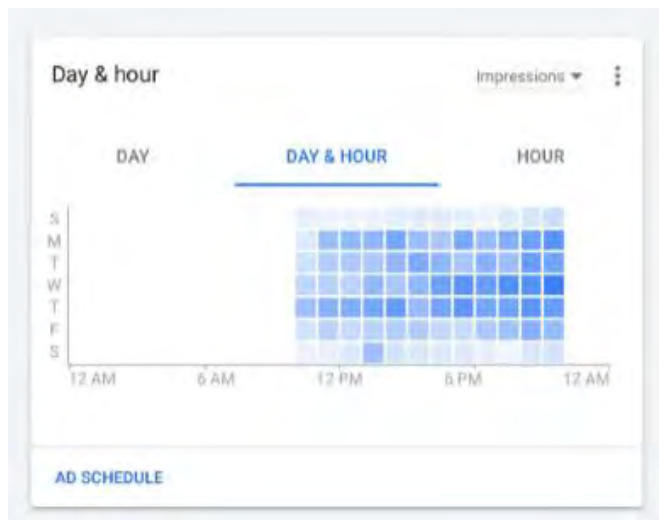 Day & hour
Impressions
DAY
DAY & HOUR
HOUR
S
M
T
W
T
F
S
12 AM
6 AM
12 PM
6 PM
12 AM
AD SCHEDULE